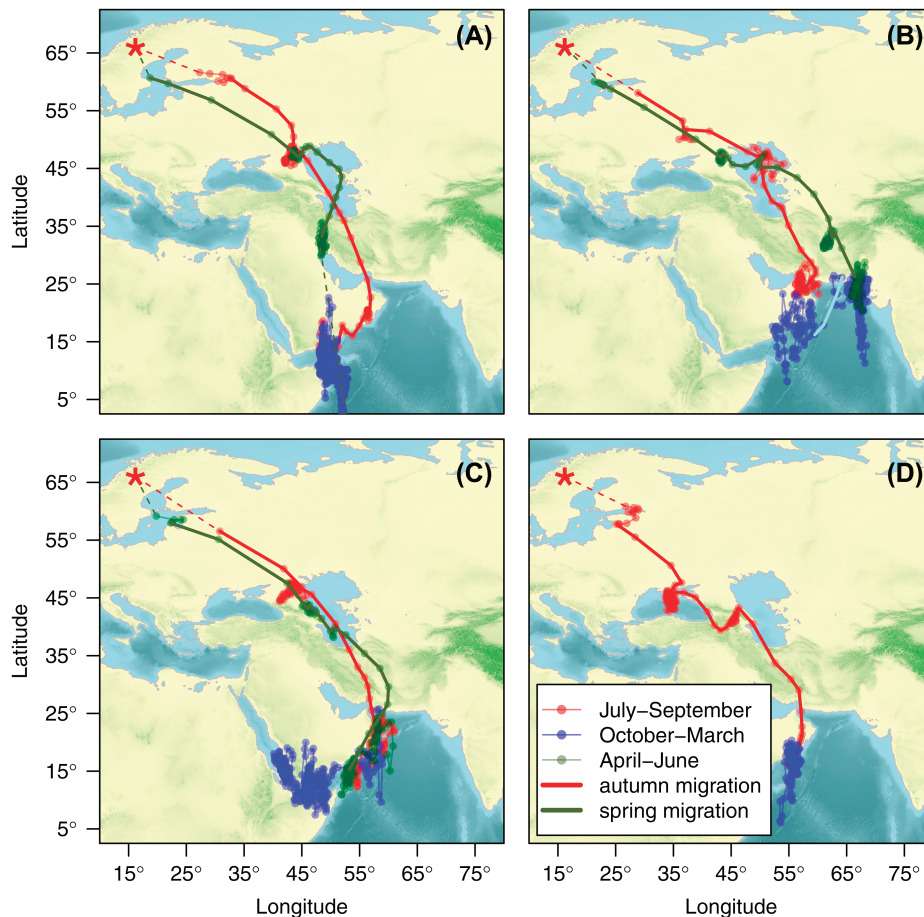 (A)
(B)
65°
55°
45°
35°
25°
15°
5°
Latitude
(C)
(D)
65°
55°
45°
35°
25°
15°
5°
Latitude
July–September
October–March
April–June
autumn migration
spring migration
15° 25° 35° 45° 55° 65° 75°
15° 25° 35° 45° 55° 65° 75°
Longitude
Longitude